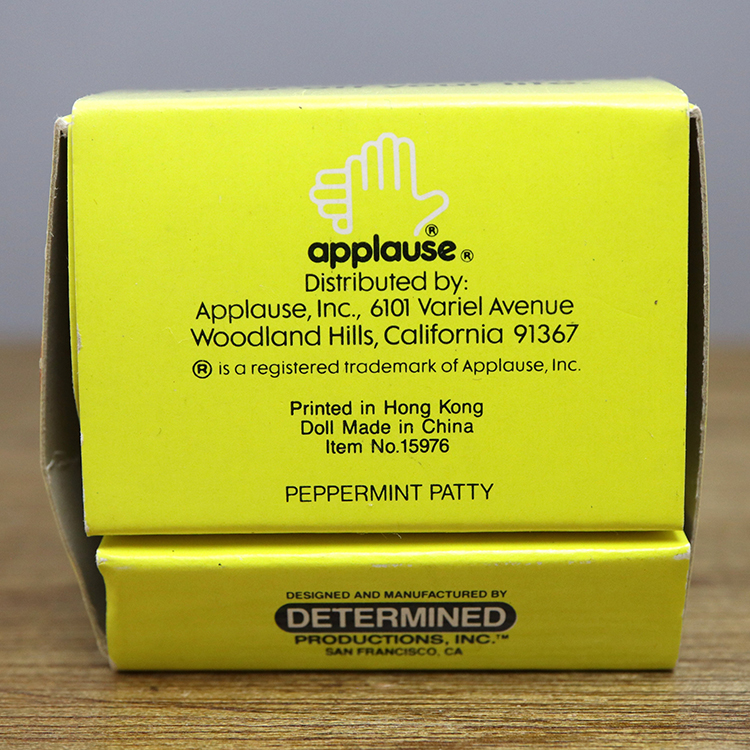 ®
applause ®
Distributed by:
Applause, Inc., 6101 Variel Avenue
Woodland Hills, California 91367
® is a registered trademark of Applause, Inc.
Printed in Hong Kong
Doll Made in China
Item No.15976
PEPPERMINT PATTY
DESIGNED AND MANUFACTURED BY
DETERMINED
PRODUCTIONS, INC.™
SAN FRANCISCO, CA